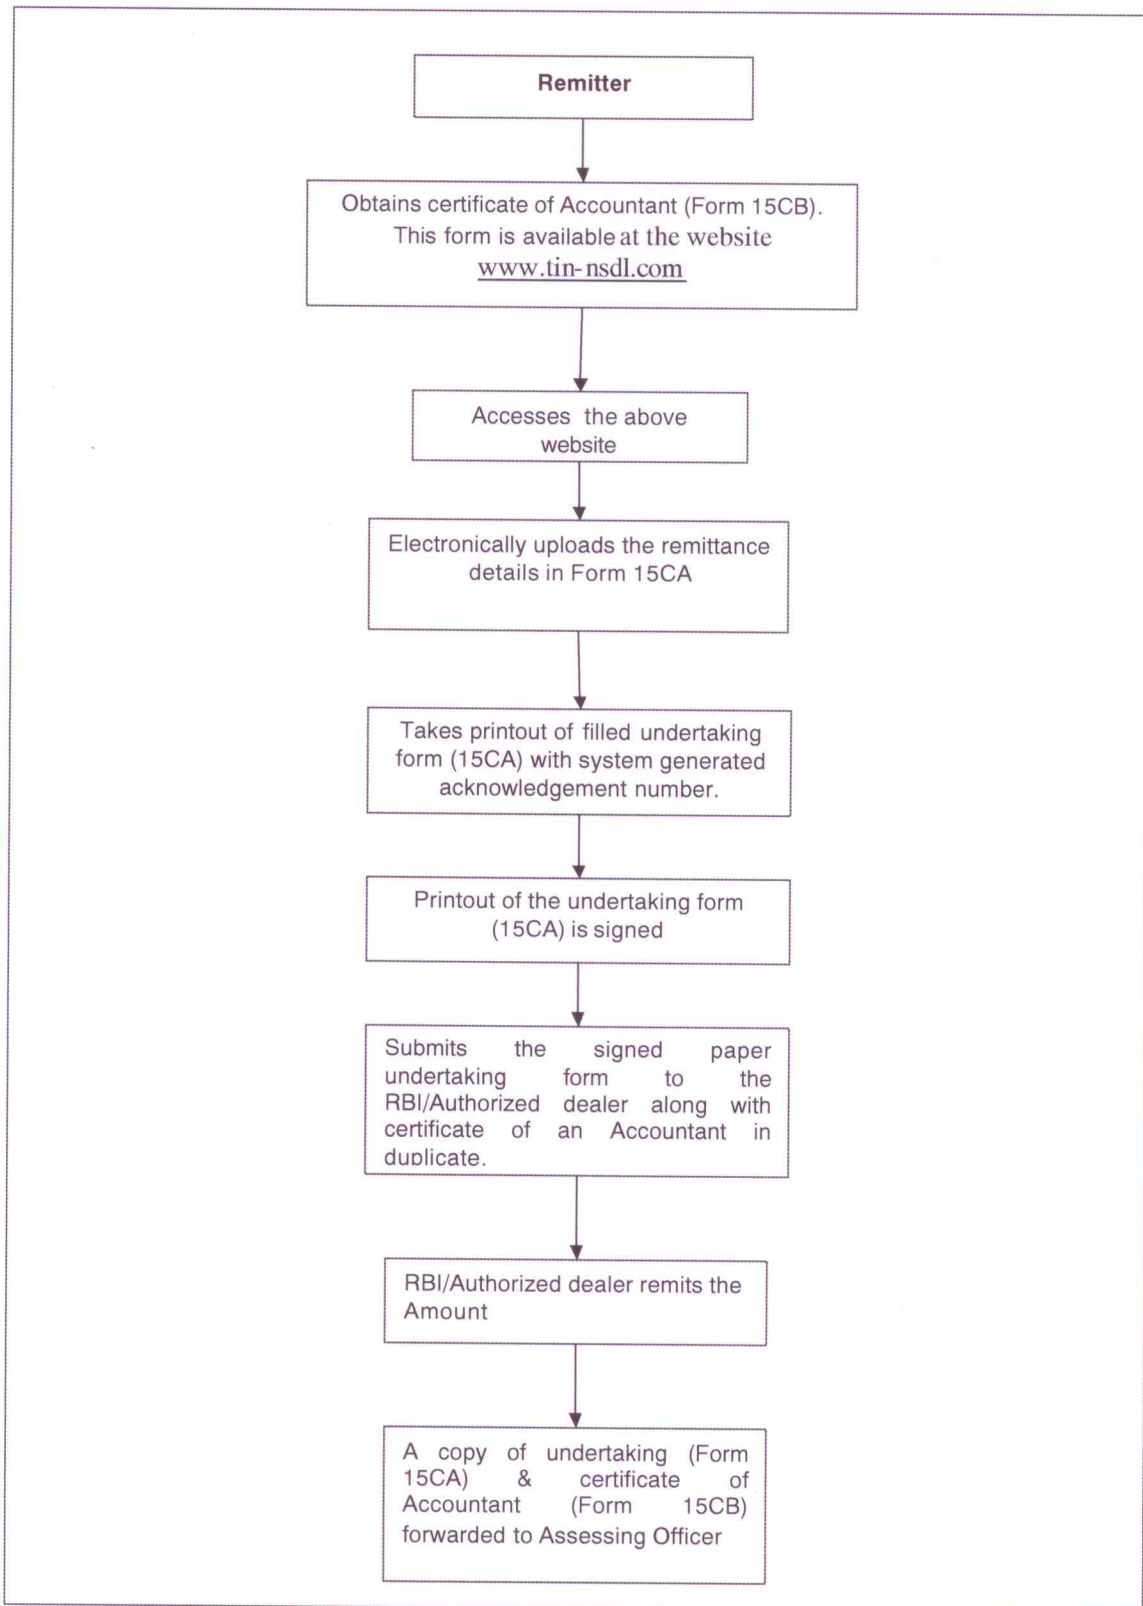 Remitter
Obtains certificate of Accountant (Form 15CB).
This form is available at the website
www.tin-nsdl.com
Accesses the above
website
Electronically uploads the remittance
details in Form 15CA
Takes printout of filled undertaking
form (15CA) with system generated
acknowledgement number.
Printout of the undertaking form
(15CA) is signed
Submits the signed paper
undertaking form to the
RBI/Authorized dealer along with
certificate of an Accountant in
duplicate.
RBI/Authorized dealer remits the
Amount
A copy of undertaking (Form
15CA) & certificate of
Accountant (Form 15CB)
forwarded to Assessing Officer